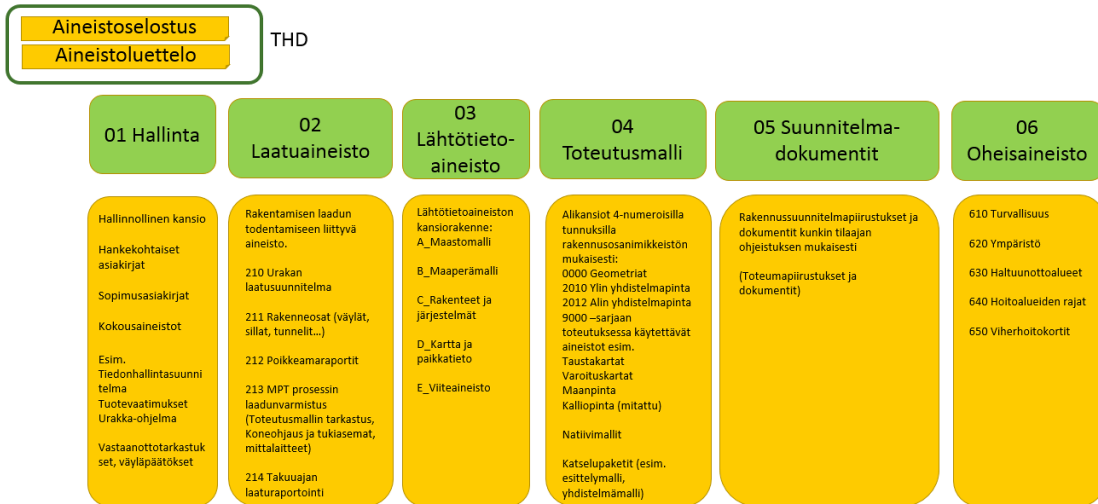 Aineistoselostus
Aineistoluettelo
THD
01 Hallinta
02
Laatuaineisto
03
Lähtötieto-
aineisto
04
Toteutusmalli
05 Suunnitelma-
dokumentit
06
Oheisaineisto
Hallinnollinen kansio
Hankekohtaiset
asiakirjat
Sopimusasiakirjat
Kokousaineistot
Esim.
Tiedonhallintasuunni
telma
Tuotevaatimukset
Urakka-ohjelma
Vastaanottotarkastuk
set, väyläpäätökset
Rakentamisen laadun
todentamiseen liittyvä
aineisto.
210 Urakan
laatusuunnitelma
211 Rakenneosat (väylät,
sillat, tunnelit...)
212 Poikkeamaraportit
213 MPT prosessin
laadunvarmistus
(Toteutusmallin tarkastus,
Koneohjaus ja tukiasemat,
mittalaitteet)
214 Takuuajan
laaturaportointi
Lähtötietoaineiston
kansiorakenne:
A_Maastomalli
B_Maaperämalli
C_Rakenteet ja
järjestelmät
D_Kartta ja
paikkatieto
E_Viiteaineisto
Alikansiot 4-numeroisilla
tunnuksilla
rakennusosanimikkeistön
mukaisesti:
0000 Geometriat
2010 Ylin yhdistelmapinta
2012 Alin yhdistelmapinta
9000 –sarjaan
toteutuksessa käytettävät
aineistot esim.
Taustakartat
Varoituskartat
Maanpinta
Kalliopinta (mitattu)
Natiivimallit
Katselupaketit (esim.
esittelymalli,
yhdistelmämalli)
Rakennussuunnitelmapiirustukset ja
dokumentit kunkin tilaajan
ohjeistuksen mukaisesti
(Toteumapiirustukset ja
dokumentit)
610 Turvallisuus
620 Ympäristö
630 Haltuunottoalueet
640 Hoitoalueiden rajat
650 Viherhoitokortit